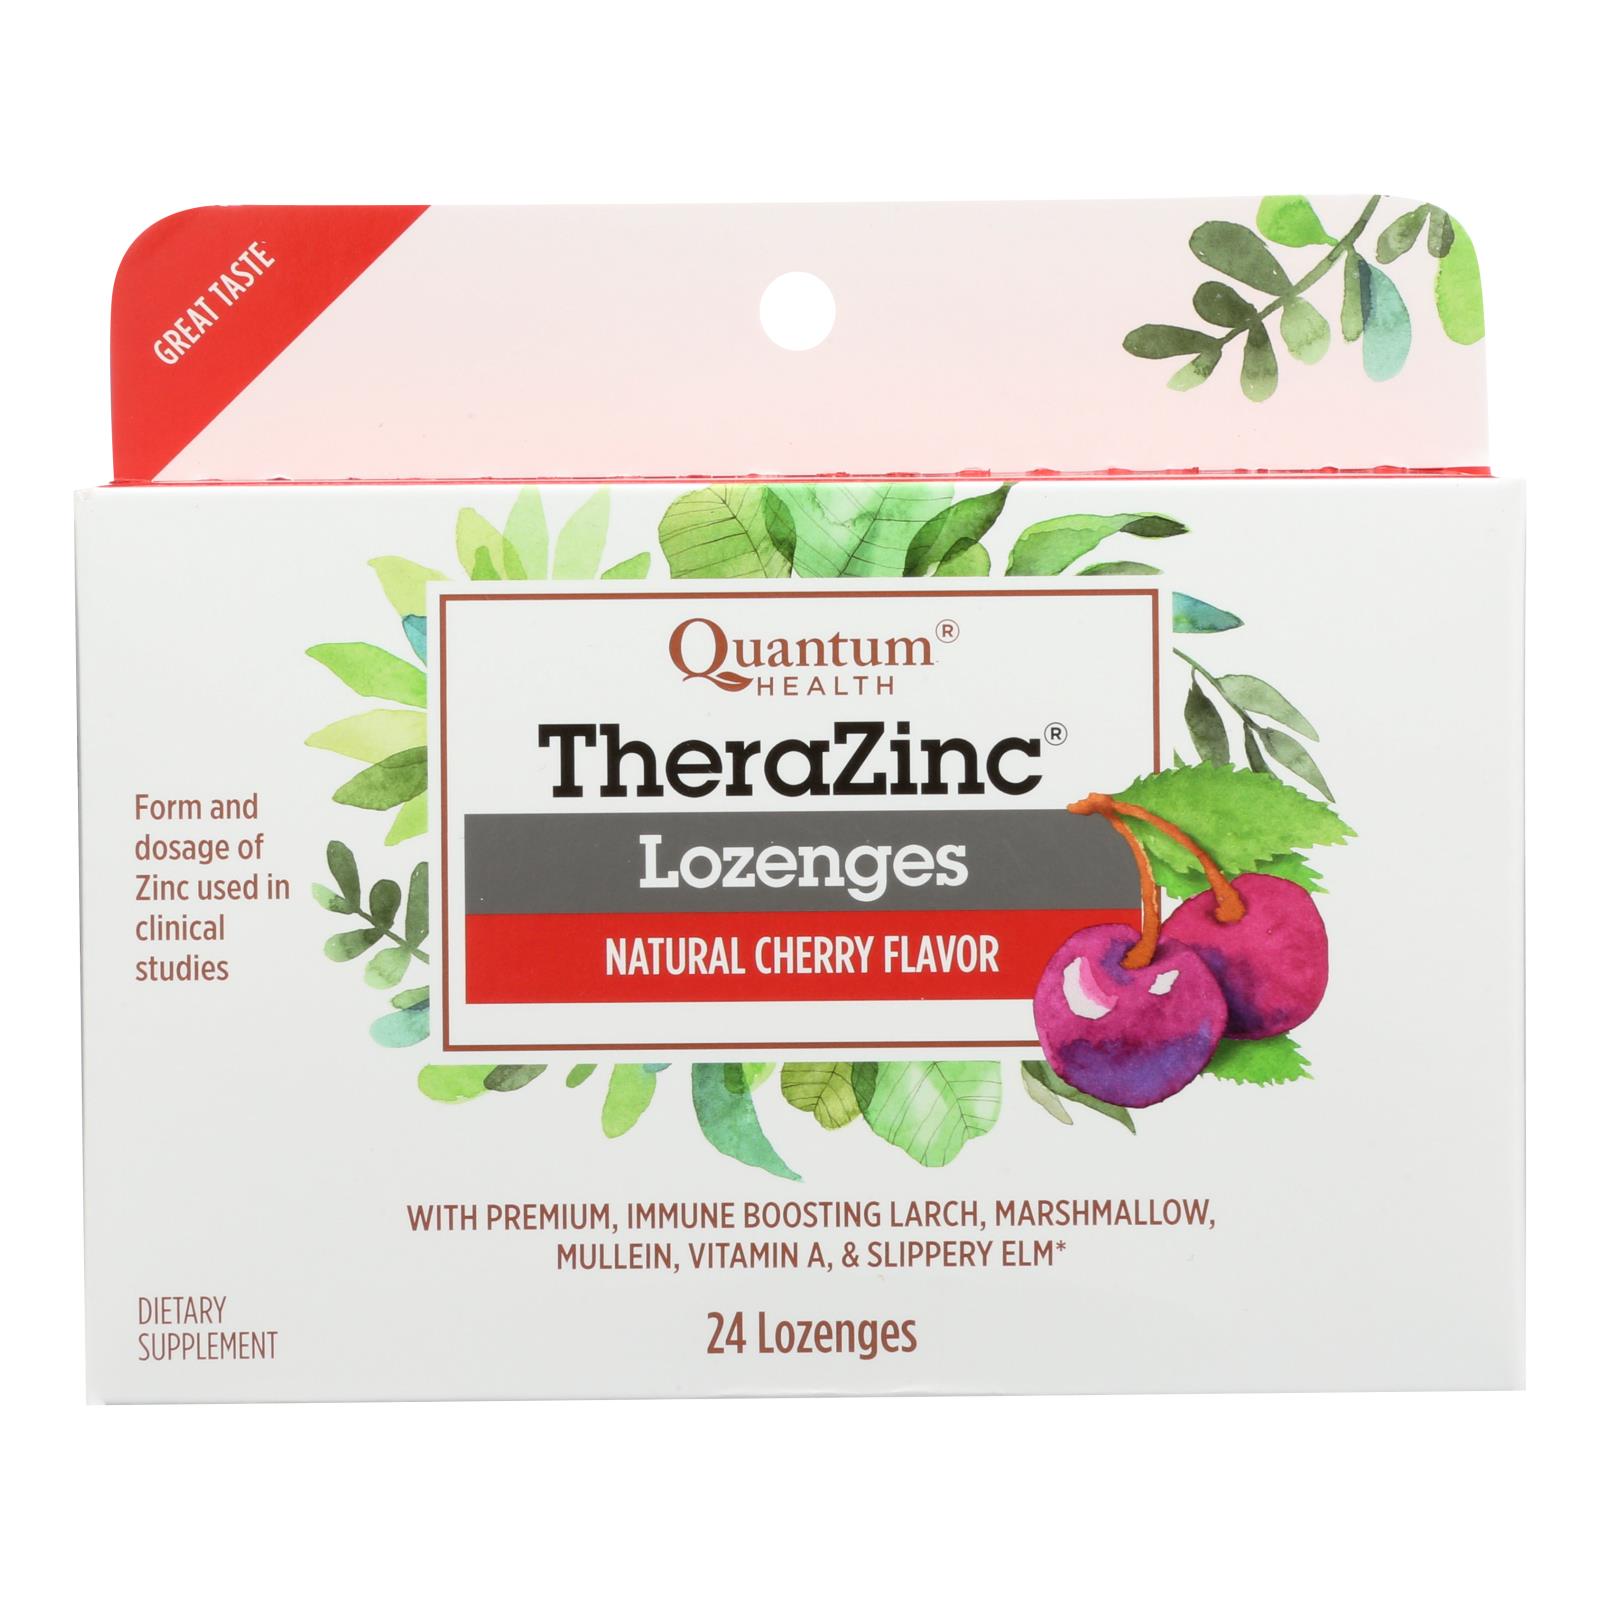 GREAT TASTE
Quantum®
HEALTH
TheraZinc®
Lozenges
NATURAL CHERRY FLAVOR
Form and
dosage of
Zinc used in
clinical
studies
WITH PREMIUM, IMMUNE BOOSTING LARCH, MARSHMALLOW,
MULLEIN, VITAMIN A, & SLIPPERY ELM*
DIETARY
SUPPLEMENT
24 Lozenges